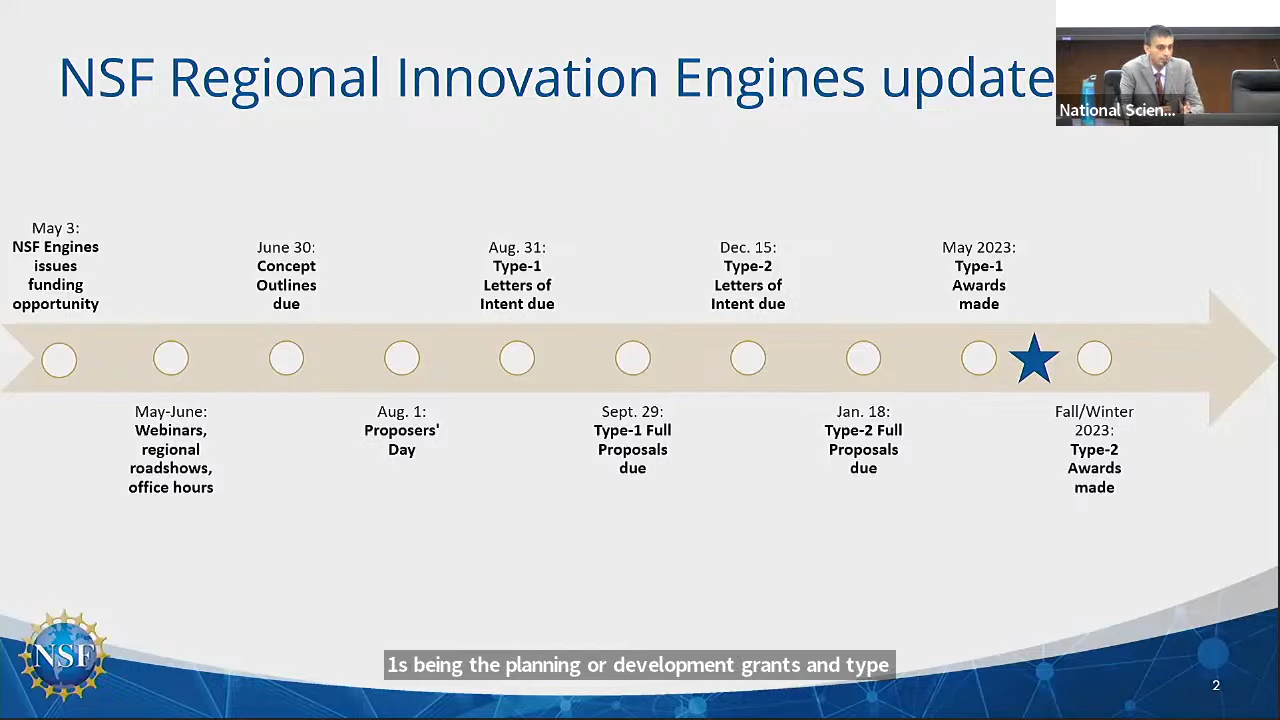 NSF Regional Innovation Engines update
National Scien...
May 3:
NSF Engines
issues
funding
opportunity
May-June:
Webinars,
regional
roadshows,
office hours
June 30:
Concept
Outlines
due
Aug. 1:
Proposers'
Day
Aug. 31:
Type-1
Letters of
Intent due
Sept. 29:
Type-1 Full
Proposals
due
Dec. 15:
Type-2
Letters of
Intent due
Jan. 18:
Type-2 Full
Proposals
due
May 2023:
Type-1
Awards
made
Fall/Winter
2023:
Type-2
Awards
made
NSF
1s being the planning or development grants and type
2